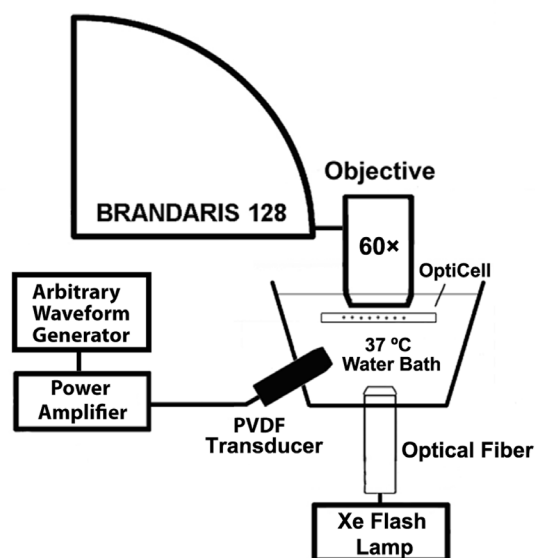 Objective
BRANDARIS 128
60×
OptiCell
Arbitrary
Waveform
Generator
37 ºC
Water Bath
Power
Amplifier
PVDF
Transducer
Optical Fiber
Xe Flash
Lamp